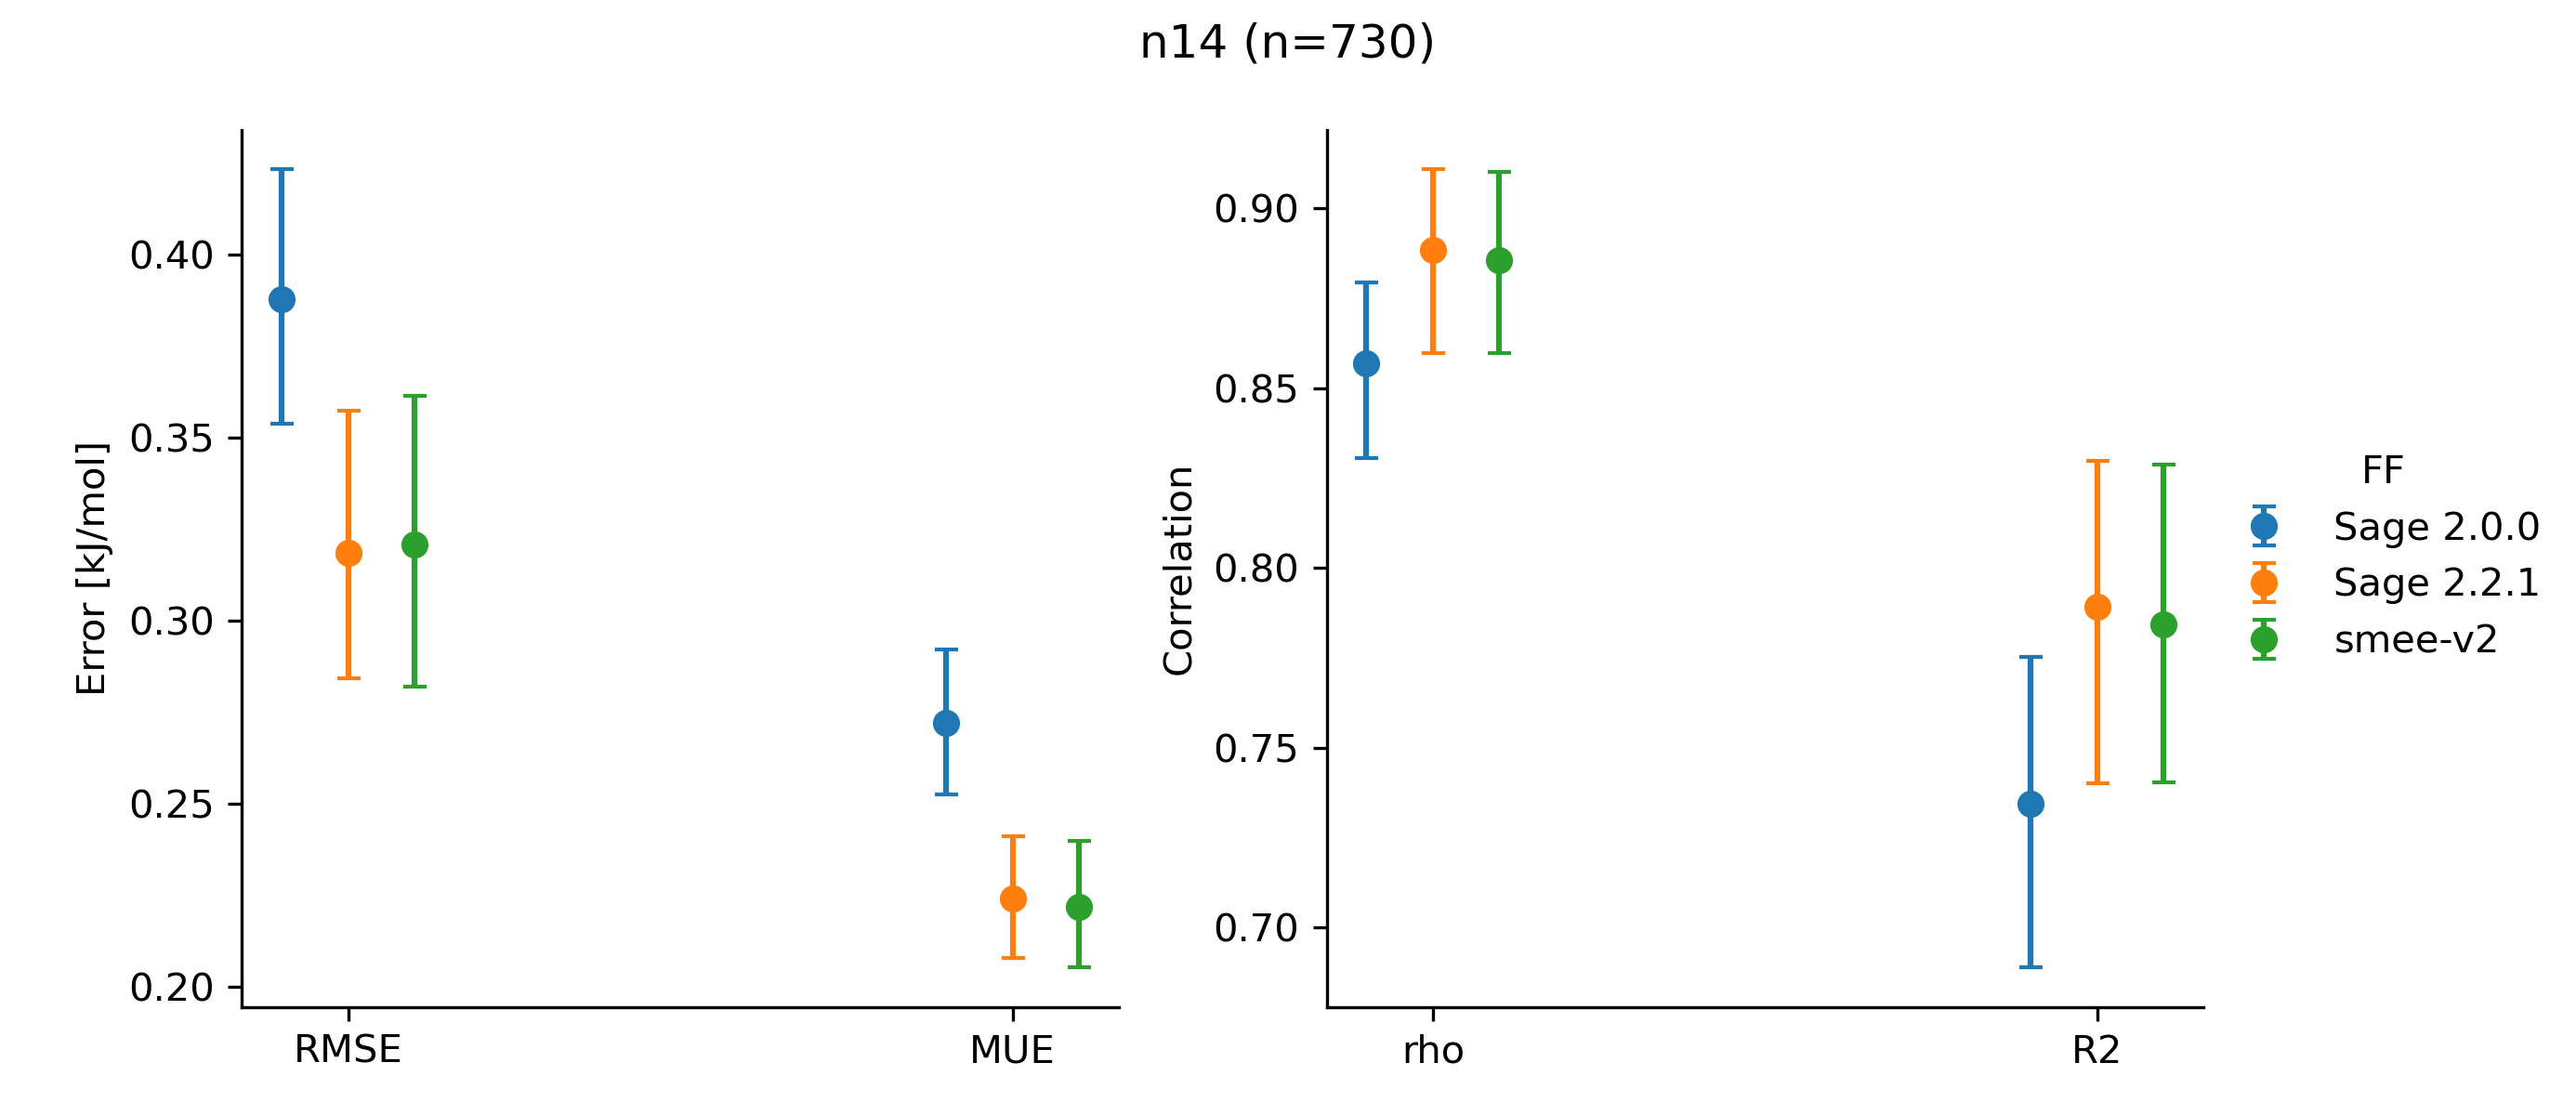 n14 (n=730)
Error [kJ/mol]
0.40
0.35
0.30
0.25
0.20
RMSE
MUE
Correlation
0.90
0.85
0.80
0.75
0.70
rho
R2
FF
Sage 2.0.0
Sage 2.2.1
smee-v2